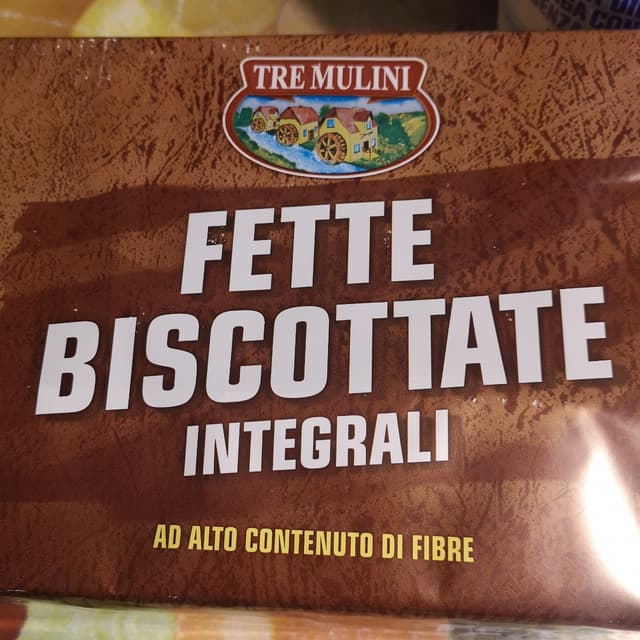 TRE MULINI
FETTE
BISCOTTATE
INTEGRALI
AD ALTO CONTENUTO DI FIBRE